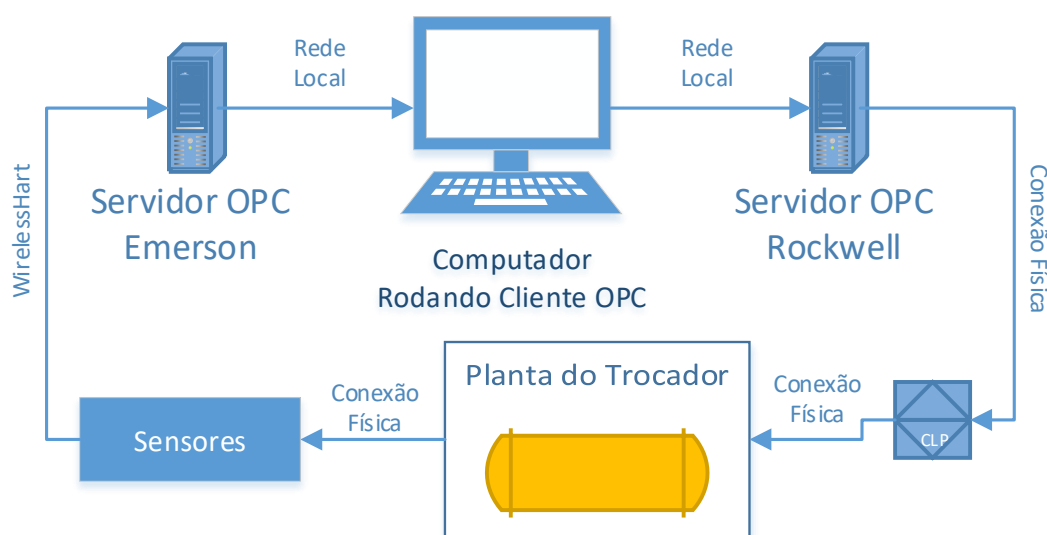 Rede
Local
Rede
Local
WirelessHart
Servidor OPC
Emerson
Servidor OPC
Rockwell
Conexão Física
Computador
Rodando Cliente OPC
Sensores
Conexão
Física
Planta do Trocador
Conexão
Física
CLP